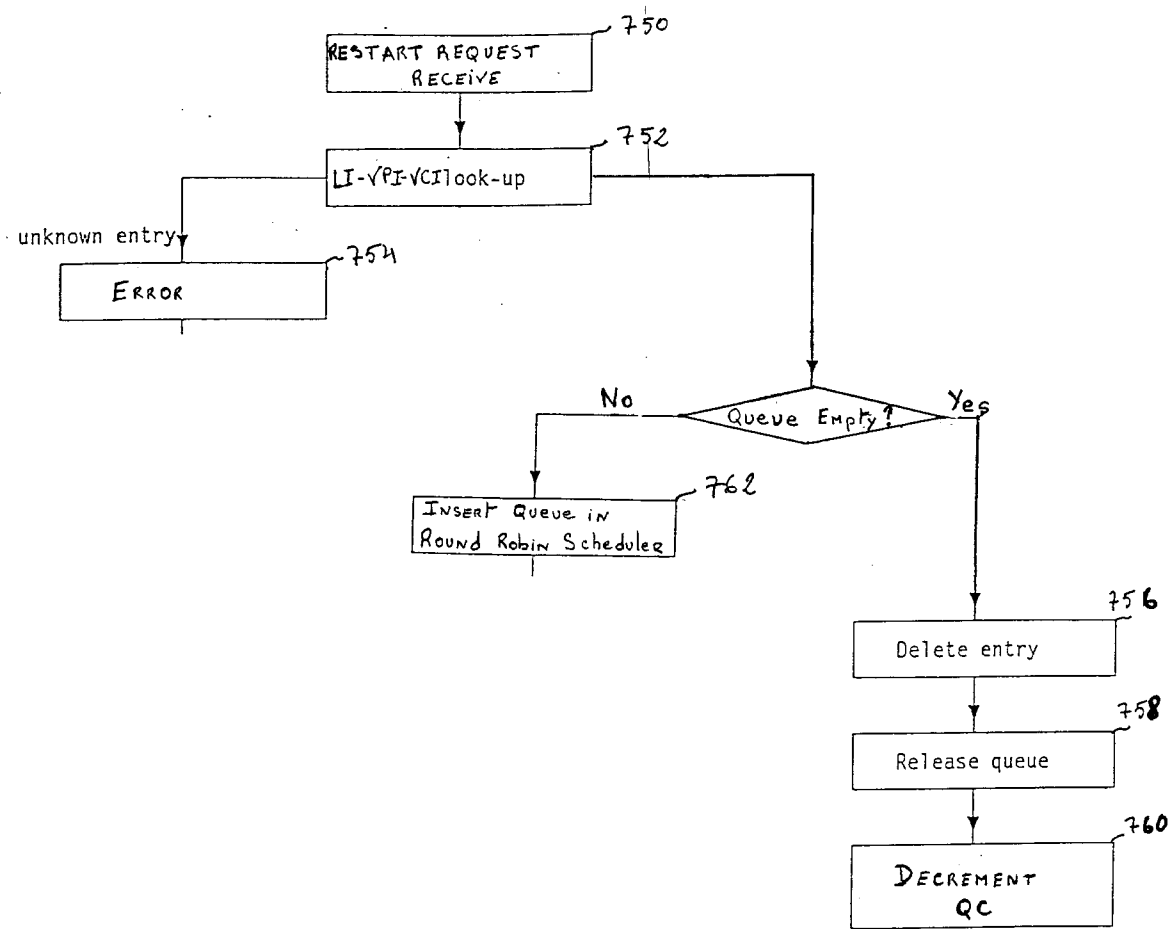 750
RESTART REQUEST
RECEIVE
752
LI-VPI-VCI look-up
unknown entry
754
ERROR
No
Queue Empty?
Yes
762
INSERT Queue in
Round Robin Scheduler
756
Delete entry
758
Release queue
760
DECREMENT
QC